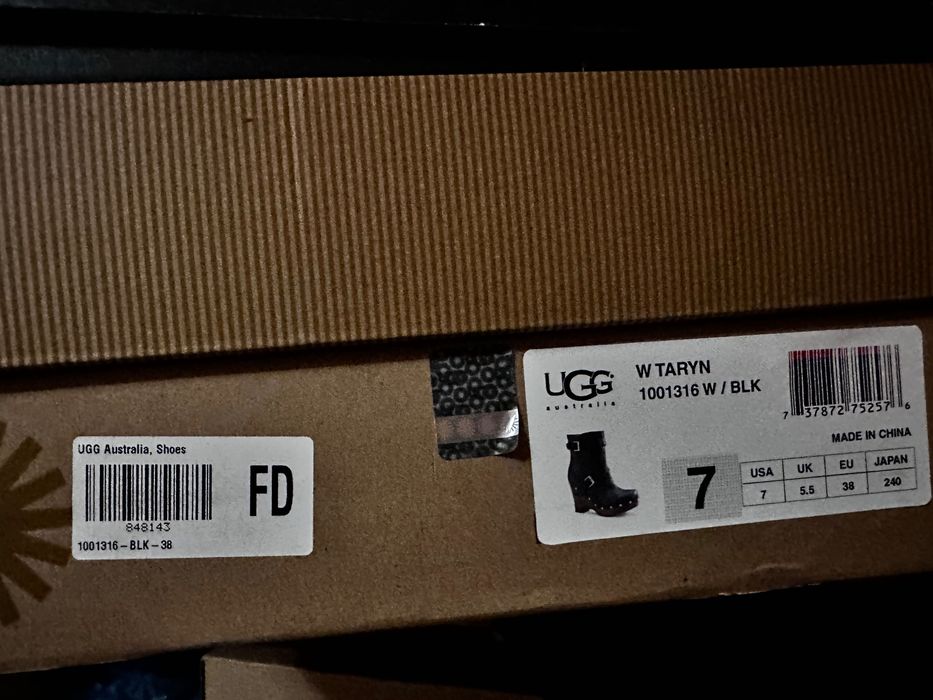 UGG Australia, Shoes
FD
848143
1001316-BLK-38
UGG
australia
W TARYN
1001316 W / BLK
7 37872 75257 6
MADE IN CHINA
7
USA UK EU JAPAN
7 5.5 38 240